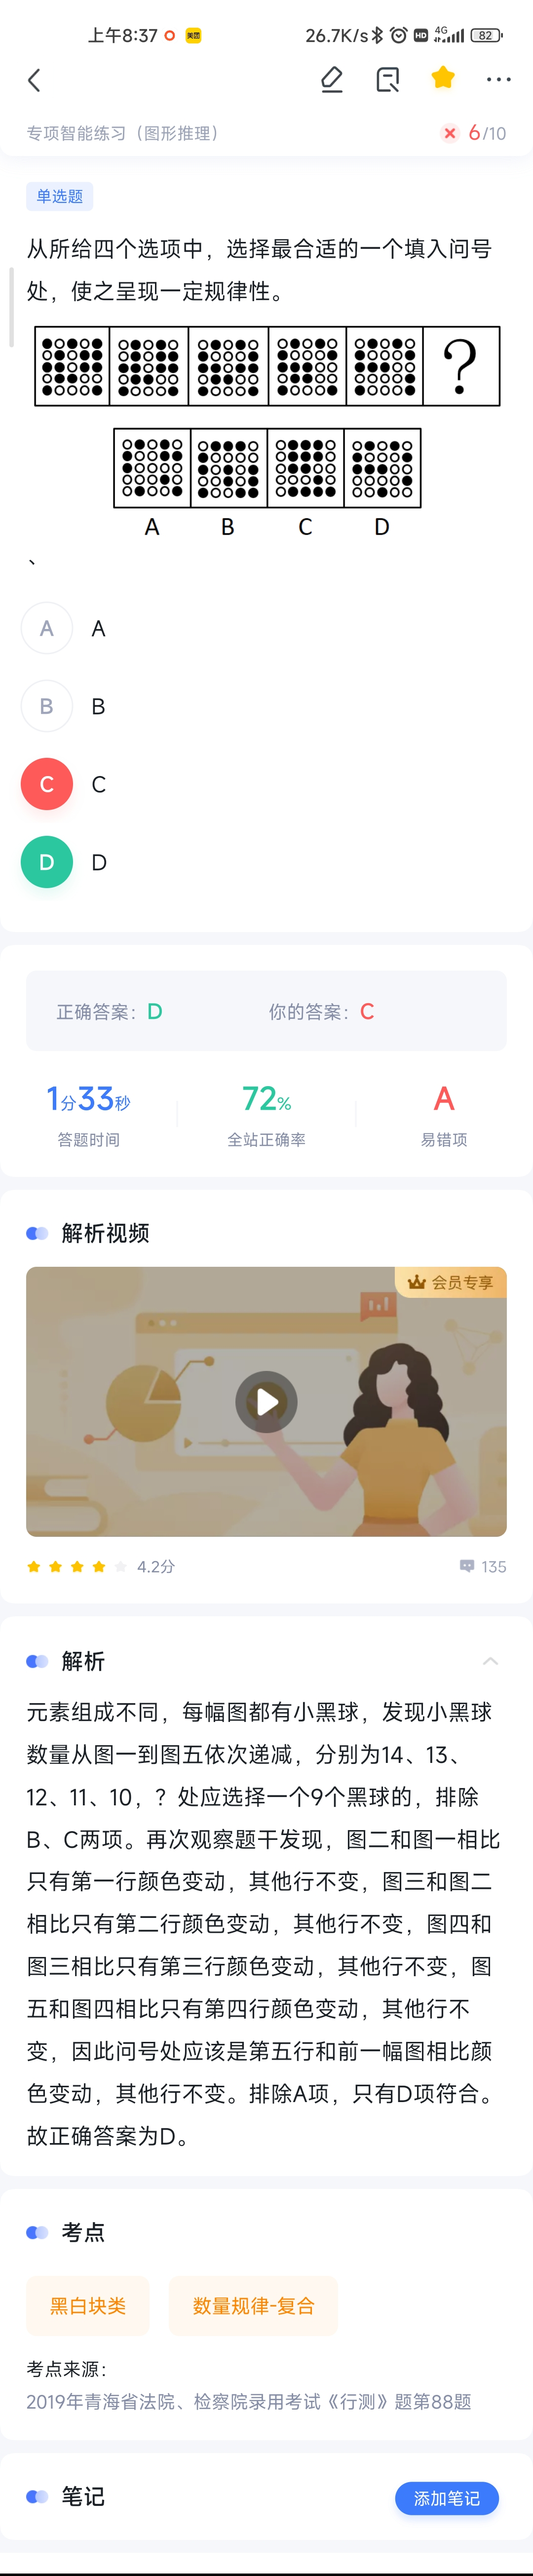 上午8:37 美团 26.7K/s HD 4G 82
专项智能练习（图形推理） 6/10
单选题
从所给四个选项中，选择最合适的一个填入问号
处，使之呈现一定规律性。
?
A B C D
、
A A
B B
C C
D D
正确答案：D 你的答案：C
1分33秒 72% A
答题时间 全站正确率 易错项
解析视频
会员专享
4.2分 135
解析
元素组成不同，每幅图都有小黑球，发现小黑球
数量从图一到图五依次递减，分别为14、13、
12、11、10，？处应选择一个9个黑球的，排除
B、C两项。再次观察题干发现，图二和图一相比
只有第一行颜色变动，其他行不变，图三和图二
相比只有第二行颜色变动，其他行不变，图四和
图三相比只有第三行颜色变动，其他行不变，图
五和图四相比只有第四行颜色变动，其他行不
变，因此问号处应该是第五行和前一幅图相比颜
色变动，其他行不变。排除A项，只有D项符合。
故正确答案为D。
考点
黑白块类 数量规律-复合
考点来源：
2019年青海省法院、检察院录用考试《行测》题第88题
笔记 添加笔记